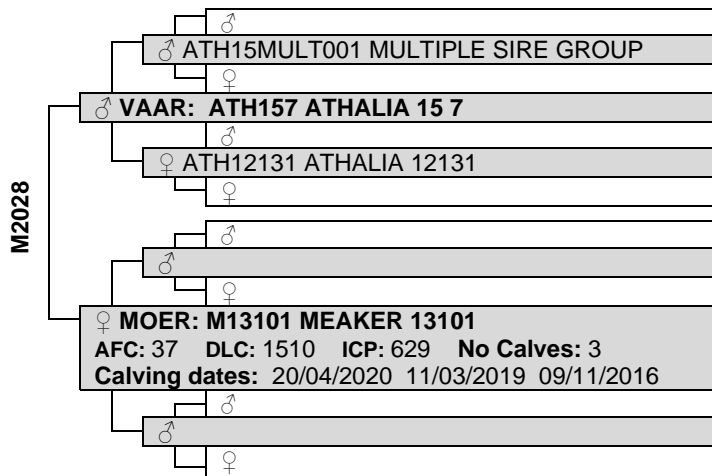 ♂
♂ ATH15MULT001 MULTIPLE SIRE GROUP
♀
♂ VAAR: ATH157 ATHALIA 15 7
♂
♀ ATH12131 ATHALIA 12131
♀
M2028
♂
♂
♀
♀ MOER: M13101 MEAKER 13101
AFC: 37 DLC: 1510 ICP: 629 No Calves: 3
Calving dates: 20/04/2020 11/03/2019 09/11/2016
♂
♂
♀